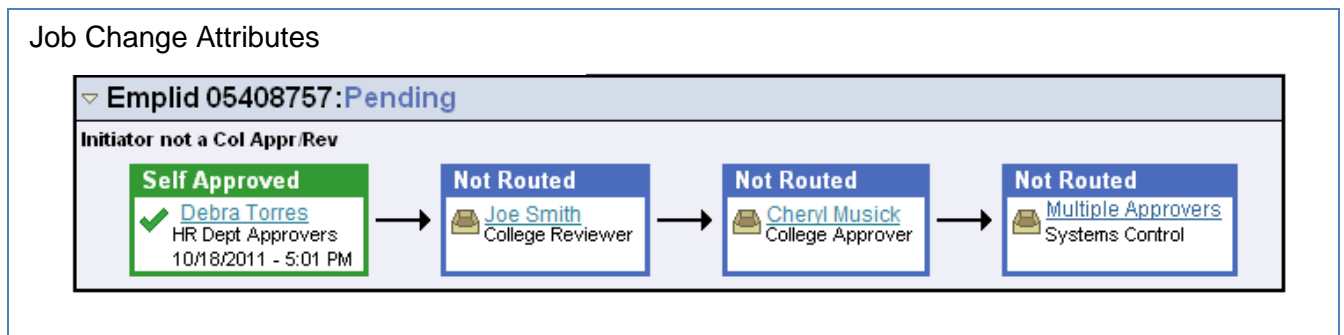 Job Change Attributes
Emplid 05408757:Pending
Initiator not a Col Appr/Rev
Self Approved
Debra Torres
HR Dept Approvers
10/18/2011 - 5:01 PM
Not Routed
Joe Smith
College Reviewer
Not Routed
Cheryl Musick
College Approver
Not Routed
Multiple Approvers
Systems Control